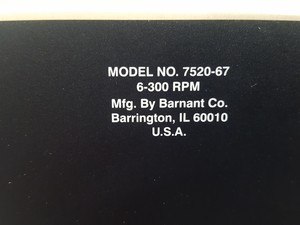 MODEL NO. 7520-67
6-300 RPM
Mfg. By Barnant Co.
Barrington, IL 60010
U.S.A.